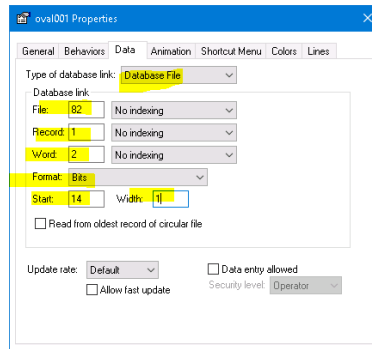 oval001 Properties
General Behaviors Data Animation Shortcut Menu Colors Lines
Type of database link: Database File
Database link
File: 82 No indexing
Record: 1 No indexing
Word: 2 No indexing
Format: Bits
Start: 14 Width: 1
Read from oldest record of circular file
Update rate: Default Data entry allowed
Allow fast update Security level: Operator